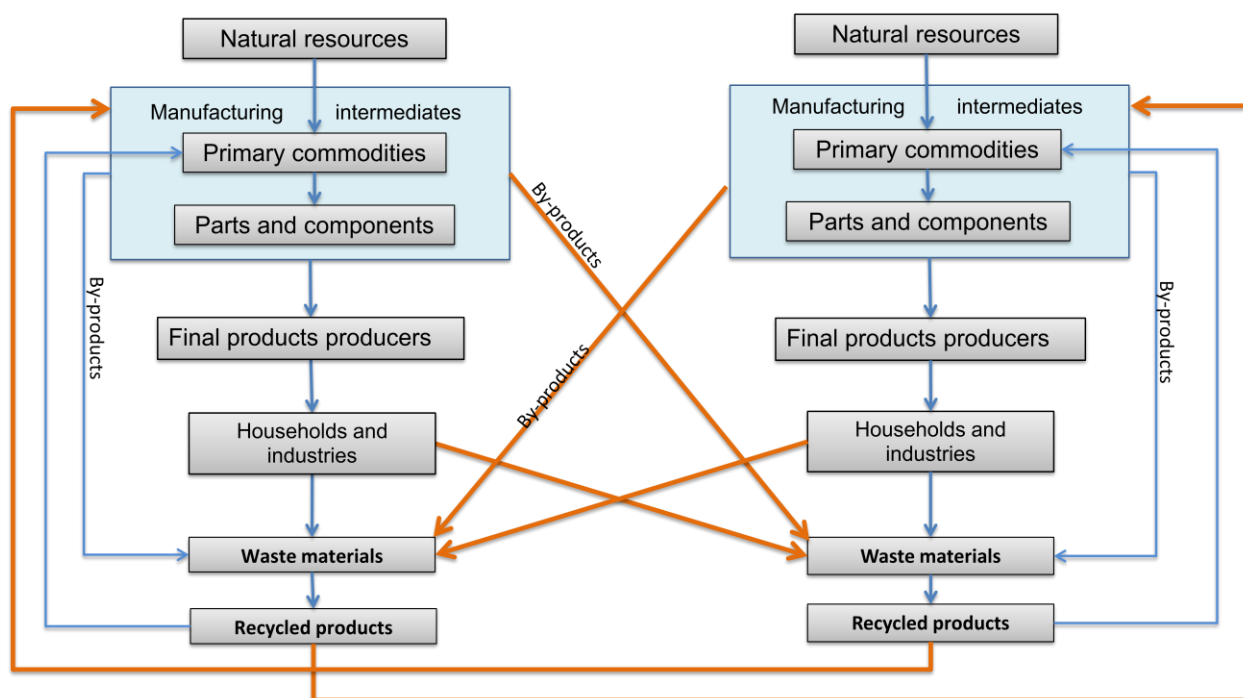 Natural resources
Manufacturing intermediates
Primary commodities
Parts and components
By-products
Final products producers
Households and
industries
Waste materials
Recycled products
By-products
By-products
Natural resources
Manufacturing intermediates
Primary commodities
Parts and components
By-products
Final products producers
Households and
industries
Waste materials
Recycled products